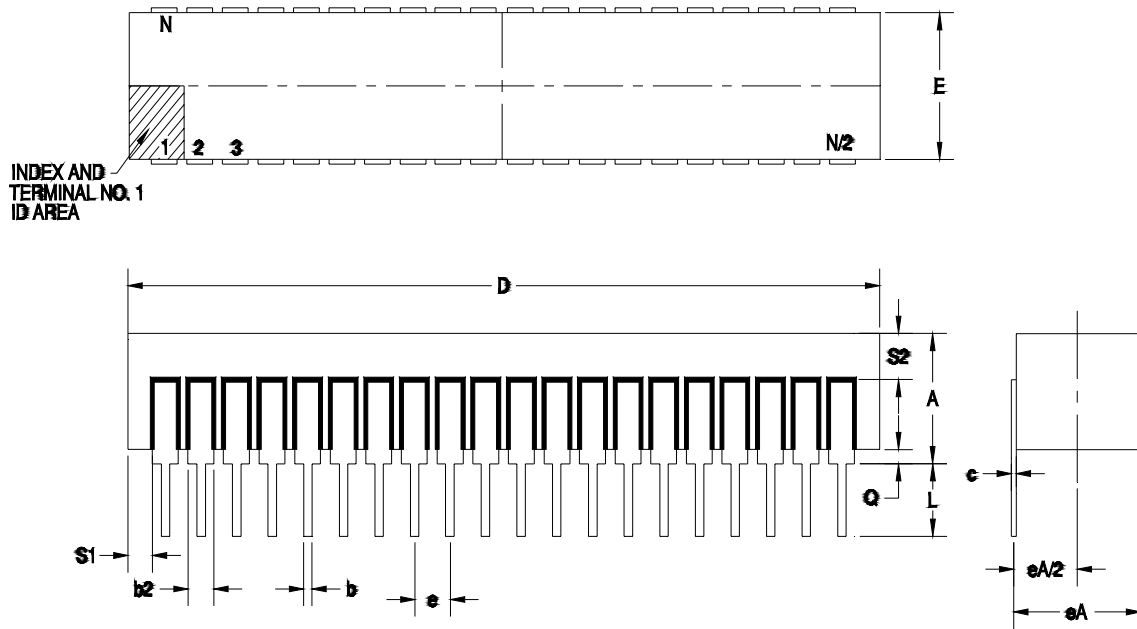 N
E
1 2 3 N/2
INDEX AND
TERMINAL NO. 1
ID AREA
D
S2
A
Q
L
c
S1
b2
b
e
eA/2
eA